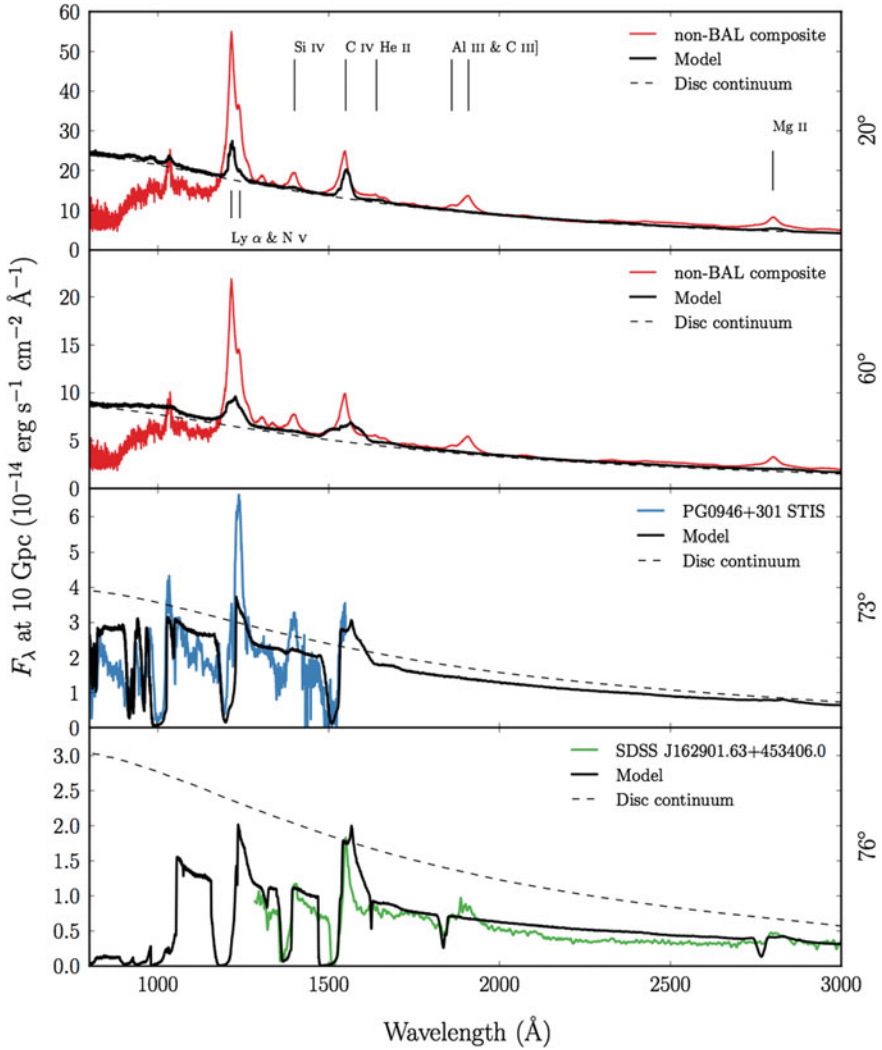 60
50
40
30
20
10
0
Si IV
C IV He II
Al III & C III]
Mg II
Ly α & N V
non-BAL composite
Model
Disc continuum
20°
20
15
10
5
0
non-BAL composite
Model
Disc continuum
60°
6
5
4
3
2
1
0
PG0946+301 STIS
Model
Disc continuum
73°
3.0
2.5
2.0
1.5
1.0
0.5
0.0
SDSS J162901.63+453406.0
Model
Disc continuum
76°
1000 1500 2000 2500 3000
Wavelength (Å)
F_λ at 10 Gpc (10⁻¹⁴ erg s⁻¹ cm⁻² Å⁻¹)